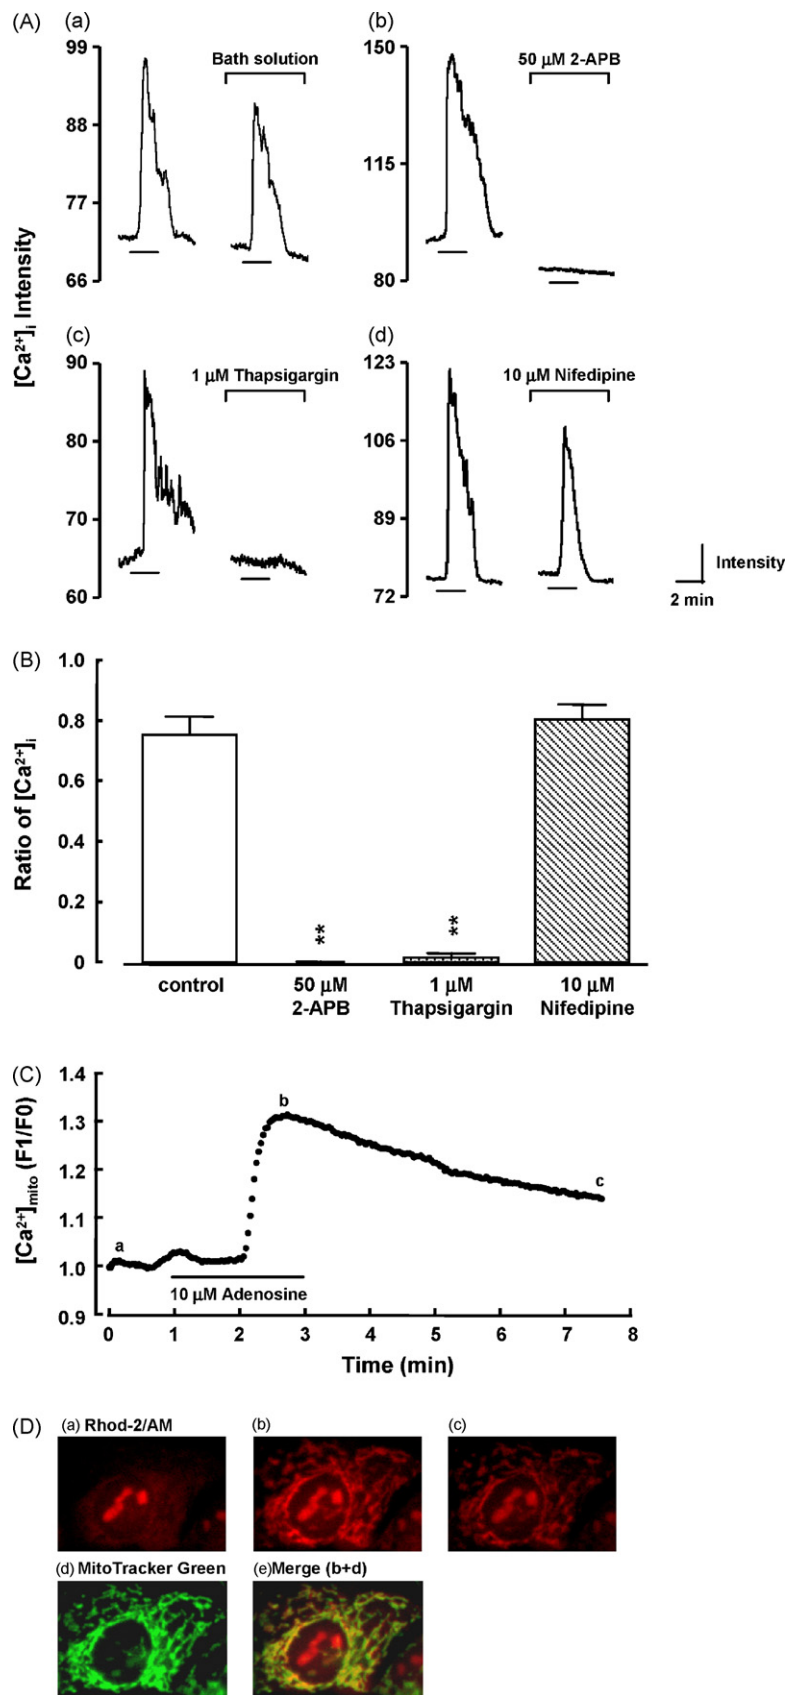 (A) (a) (b)
99
88
77
66
Bath solution
150
115
80
50 μM 2-APB
[Ca²⁺]ᵢ Intensity
(c) (d)
90
80
70
60
1 μM Thapsigargin
123
106
89
72
10 μM Nifedipine
Intensity
2 min
(B)
1.0
0.8
0.6
0.4
0.2
0
Ratio of [Ca²⁺]ᵢ
**
**
control
50 μM
2-APB
1 μM
Thapsigargin
10 μM
Nifedipine
(C)
1.4
1.3
1.2
1.1
1.0
0.9
[Ca²⁺]mito (F1/F0)
a
b
c
10 μM Adenosine
0 1 2 3 4 5 6 7 8
Time (min)
(D) (a) Rhod-2/AM (b) (c)
(d) MitoTracker Green (e)Merge (b+d)